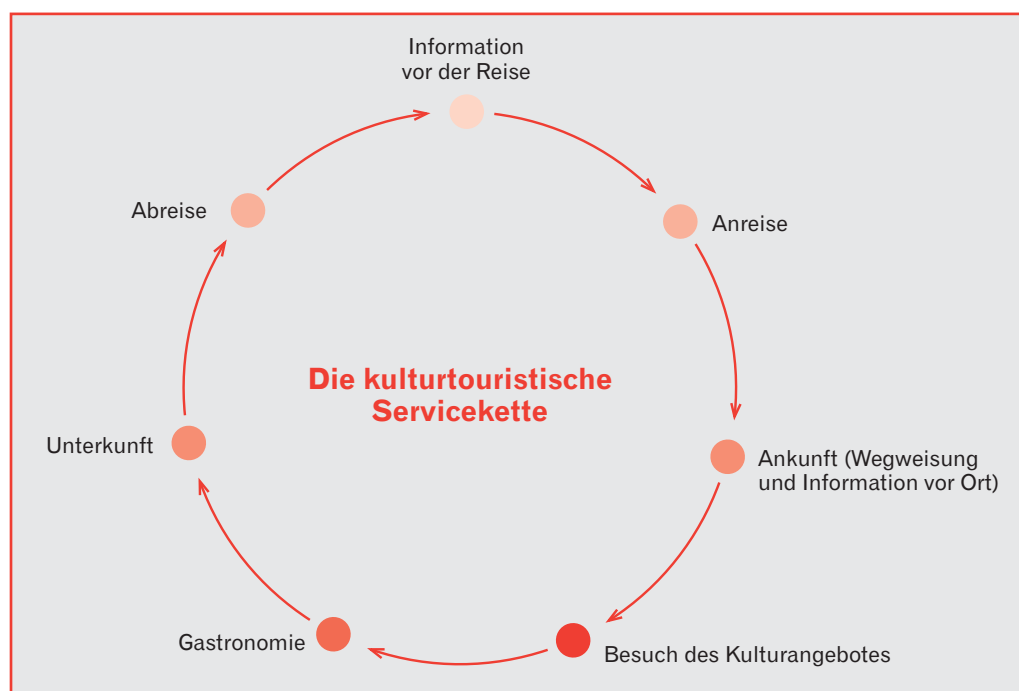 Information
vor der Reise
Anreise
Ankunft (Wegweisung
und Information vor Ort)
Besuch des Kulturangebotes
Gastronomie
Unterkunft
Abreise
Die kulturtouristische
Servicekette